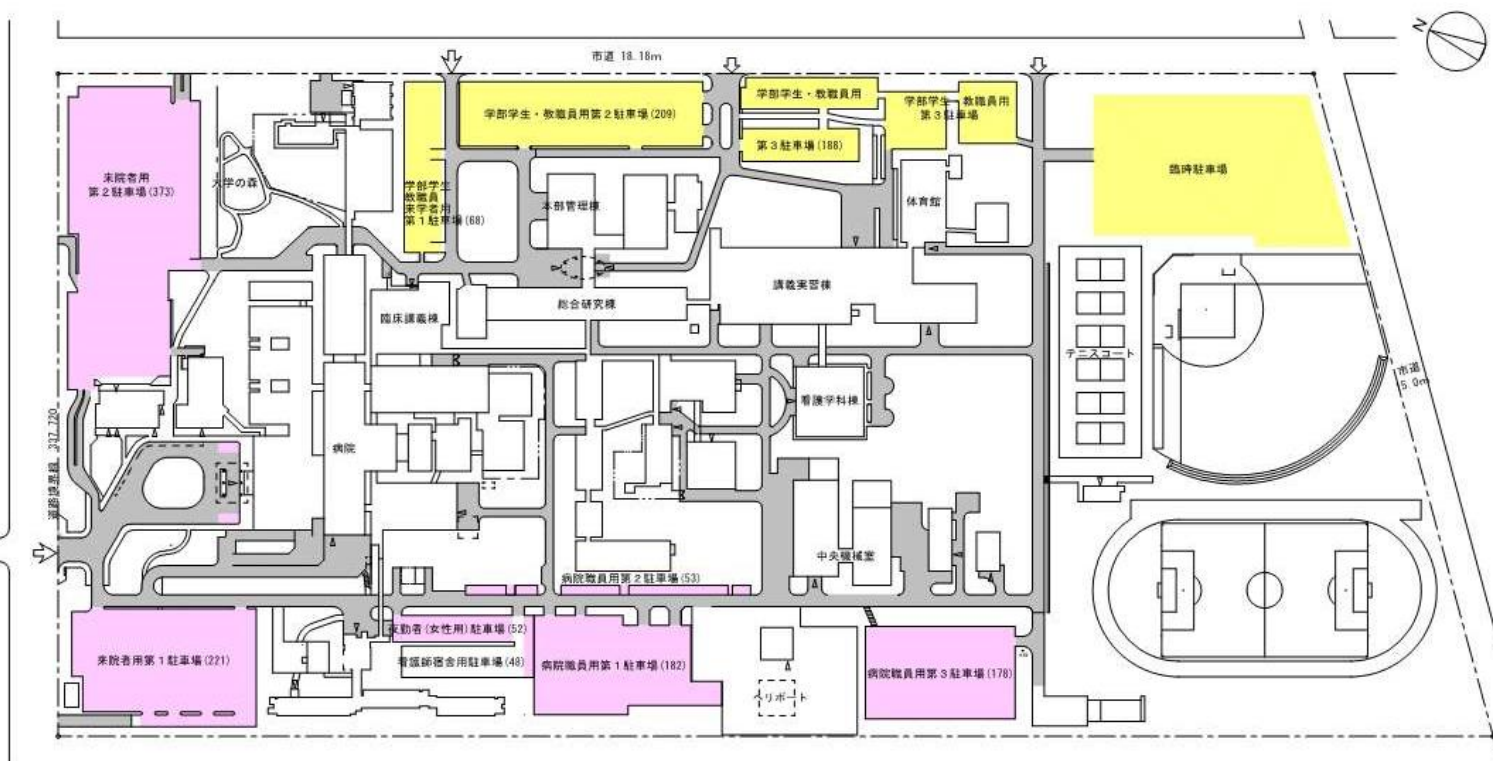 N
市道 18.18m
学部学生・教職員用第2駐車場(209)
学部学生・教職員用
第3駐車場(188)
学部学生・教職員用
第3駐車場
臨時駐車場
来院者用
第2駐車場(373)
大学の森
学部学生
教職員
来学者用
第1駐車場(68)
本部管理棟
体育館
講義実習棟
総合研究棟
臨床講義棟
テニスコート
市道
15.0m
看護学科棟
病院
道路境界線 337.720
中央機械室
病院職員用第2駐車場(53)
夜勤者(女性用)駐車場(52)
看護師宿舎用駐車場(48)
来院者用第1駐車場(221)
病院職員用第1駐車場(182)
ヘリポート
病院職員用第3駐車場(178)